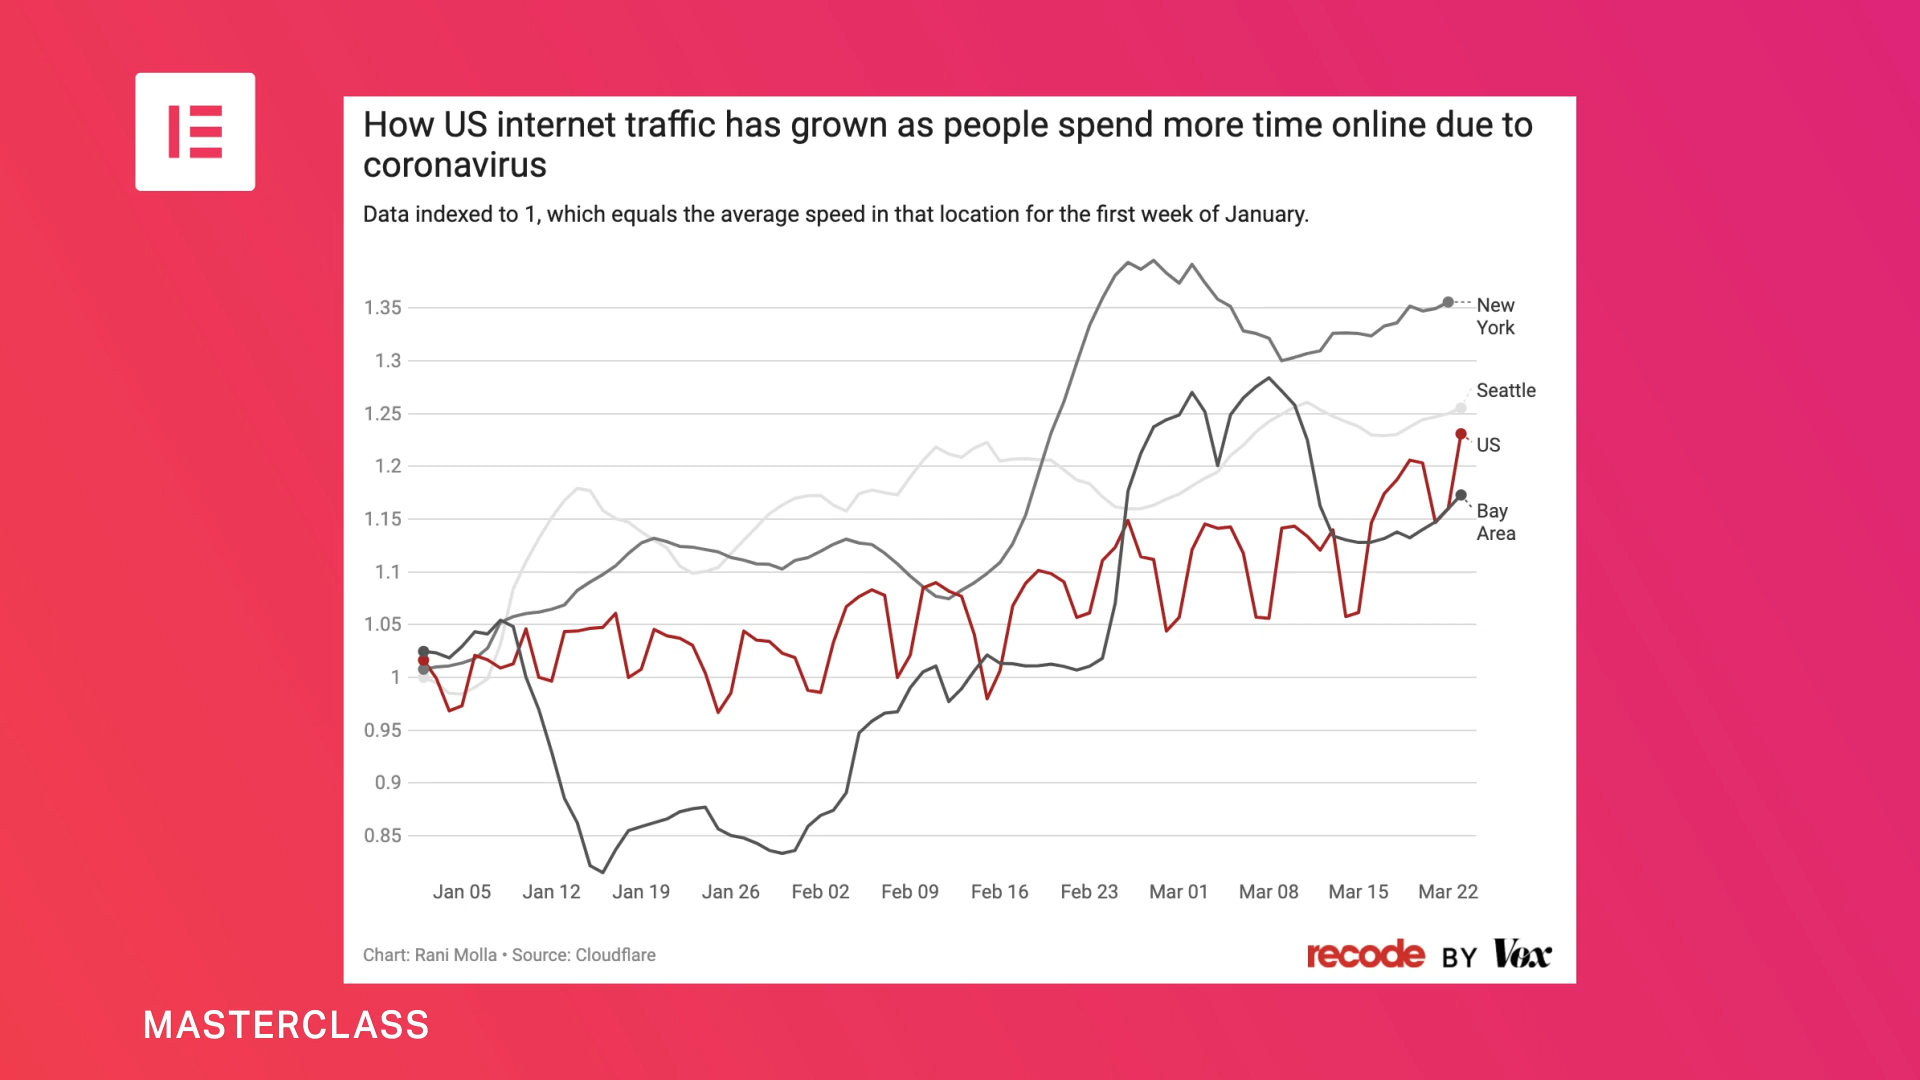 How US internet traffic has grown as people spend more time online due to
coronavirus
Data indexed to 1, which equals the average speed in that location for the first week of January.
1.35
1.3
1.25
1.2
1.15
1.1
1.05
1
0.95
0.9
0.85
New
York
Seattle
US
Bay
Area
Jan 05 Jan 12 Jan 19 Jan 26 Feb 02 Feb 09 Feb 16 Feb 23 Mar 01 Mar 08 Mar 15 Mar 22
Chart: Rani Molla • Source: Cloudflare
recode BY Vox
MASTERCLASS